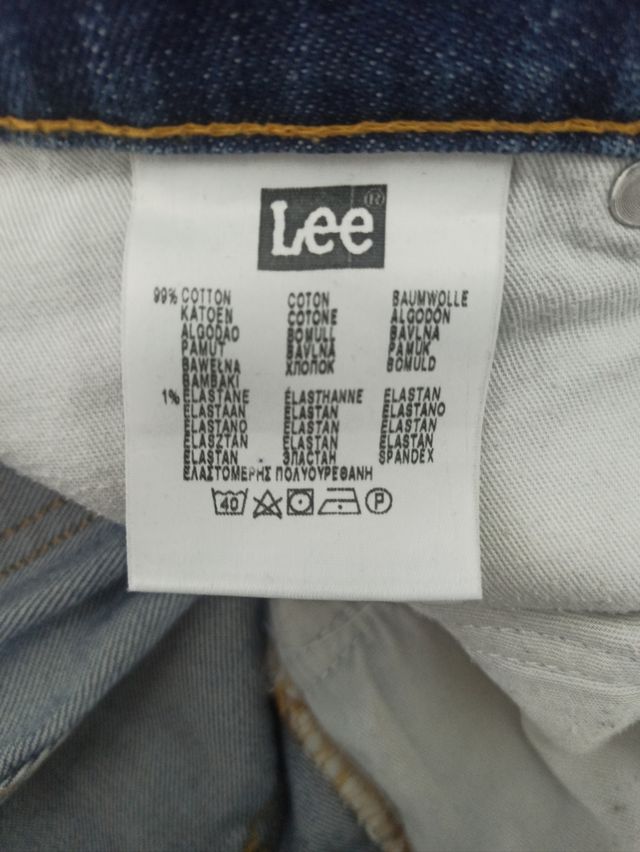 Lee®
99% COTTON COTON BAUMWOLLE
KATOEN COTONE ALGODÓN
ALGODAO BOMULL BAVLNA
PAMUT BAVLNA PAMUK
BAWEŁNA ХЛОПОК BOMULD
BAMBAKI
1% ELASTANE ÉLASTHANNE ELASTAN
ELASTAAN ELASTAN ELASTANO
ELASTANO ELASTAN ELASTAN
ELASZTAN ELASTAN ELASTAN
ELASTAN ЭЛАСТАН SPANDEX
ΕΛΑΣΤΟΜΕΡΗΣ ΠΟΛΥΟΥΡΕΘΑΝΗ
40 P